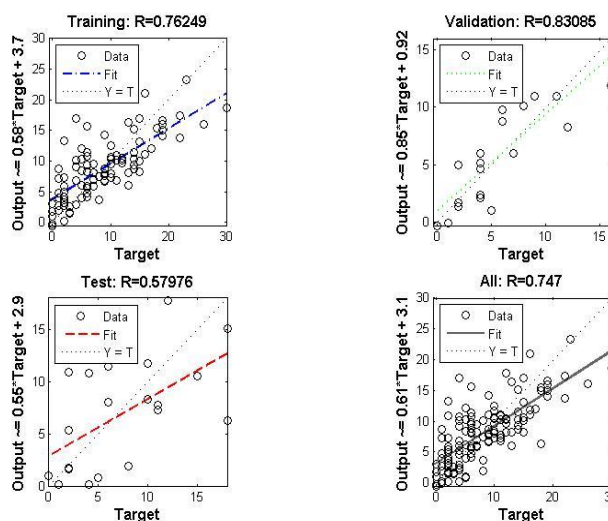 Training: R=0.76249
Output ~= 0.58*Target + 3.7
30
25
20
15
10
5
0
Data
Fit
Y = T
0
10
20
30
Target
Validation: R=0.83085
Output ~= 0.85*Target + 0.92
15
10
5
0
Data
Fit
Y = T
0
5
10
15
Target
Test: R=0.57976
Output ~= 0.55*Target + 2.9
15
10
5
0
Data
Fit
Y = T
0
5
10
15
Target
All: R=0.747
Output ~= 0.61*Target + 3.1
30
25
20
15
10
5
0
Data
Fit
Y = T
0
10
20
Target